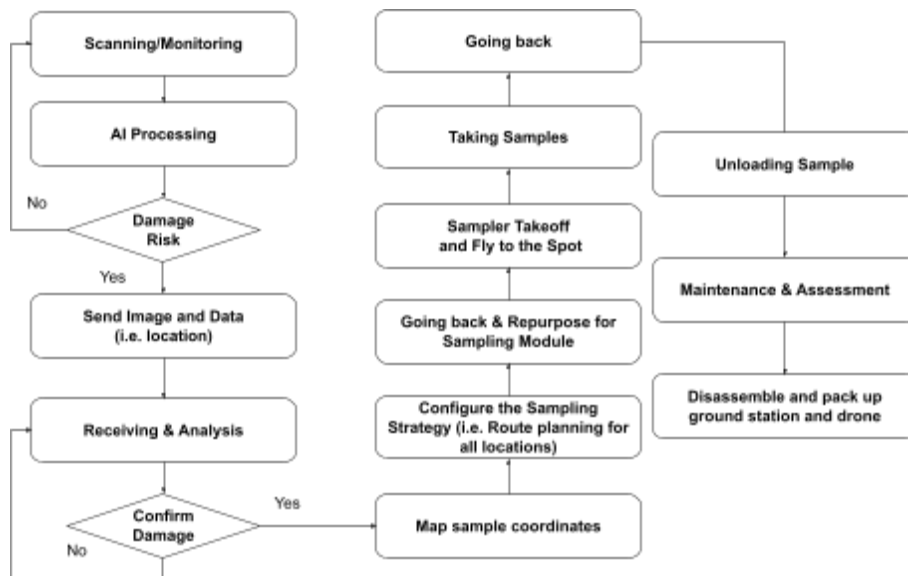 Scanning/Monitoring
AI Processing
No
Damage
Risk
Yes
Send Image and Data
(i.e. location)
Receiving & Analysis
Confirm
Damage
No
Yes
Going back
Taking Samples
Sampler Takeoff
and Fly to the Spot
Going back & Repurpose for
Sampling Module
Configure the Sampling
Strategy (i.e. Route planning for
all locations)
Map sample coordinates
Unloading Sample
Maintenance & Assessment
Disassemble and pack up
ground station and drone